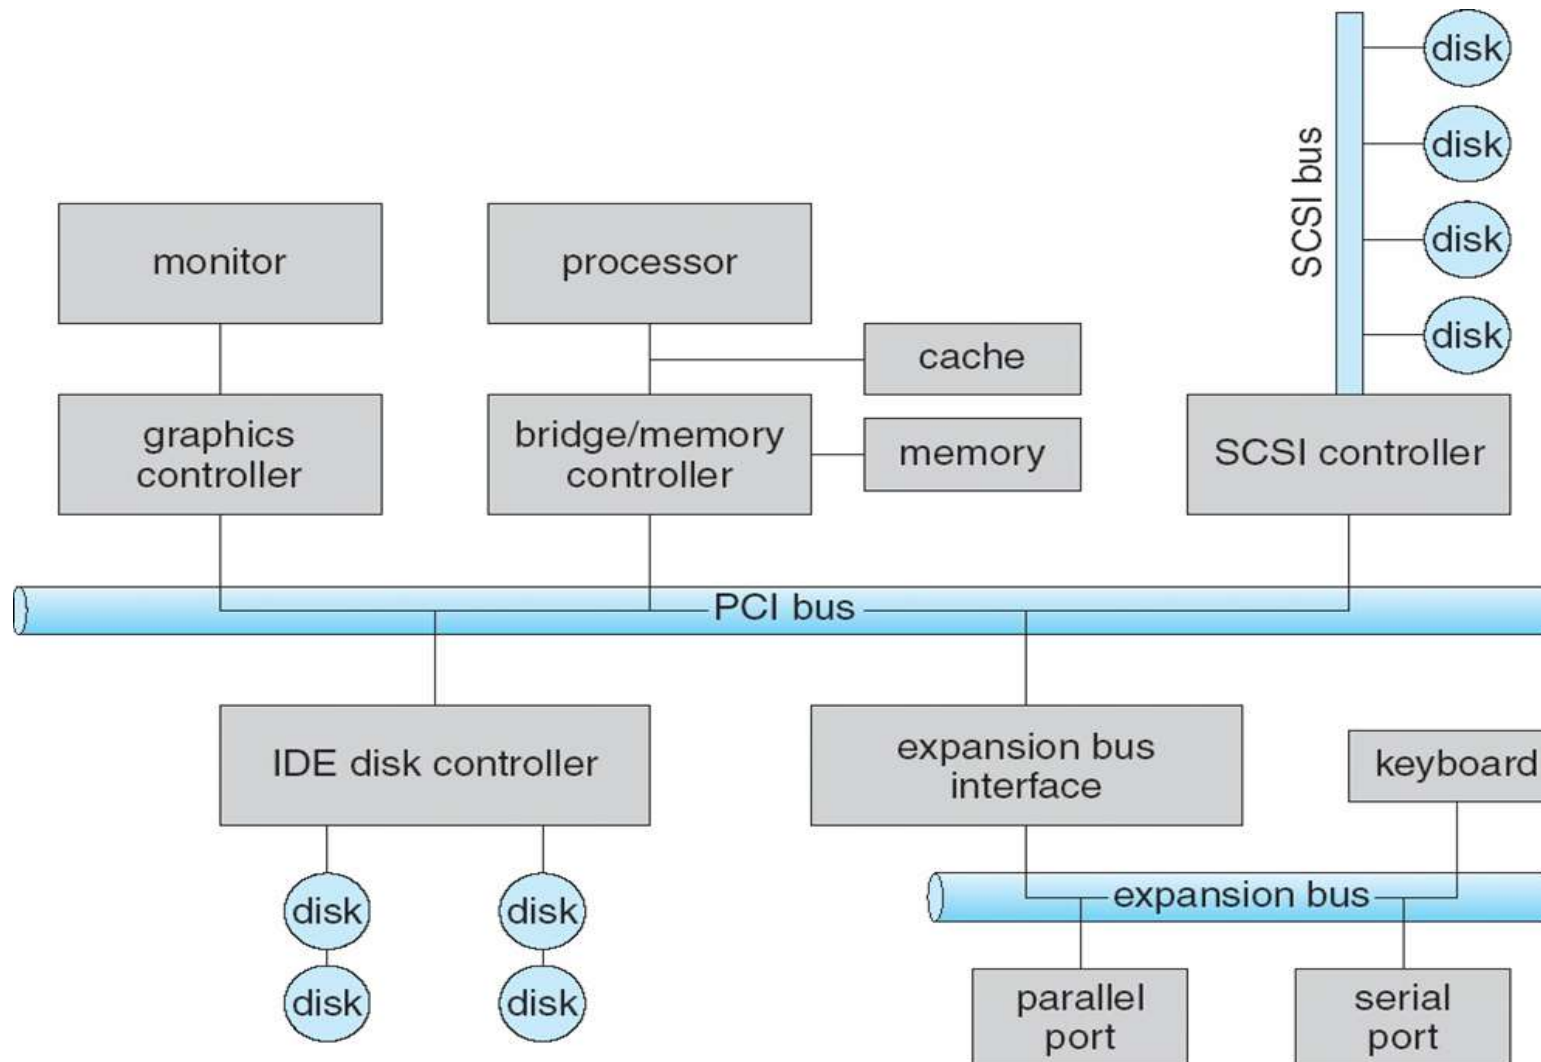 disk
disk
disk
disk
SCSI bus
monitor
processor
cache
graphics
controller
bridge/memory
controller
memory
SCSI controller
PCI bus
IDE disk controller
expansion bus
interface
keyboard
disk
disk
disk
disk
expansion bus
parallel
port
serial
port